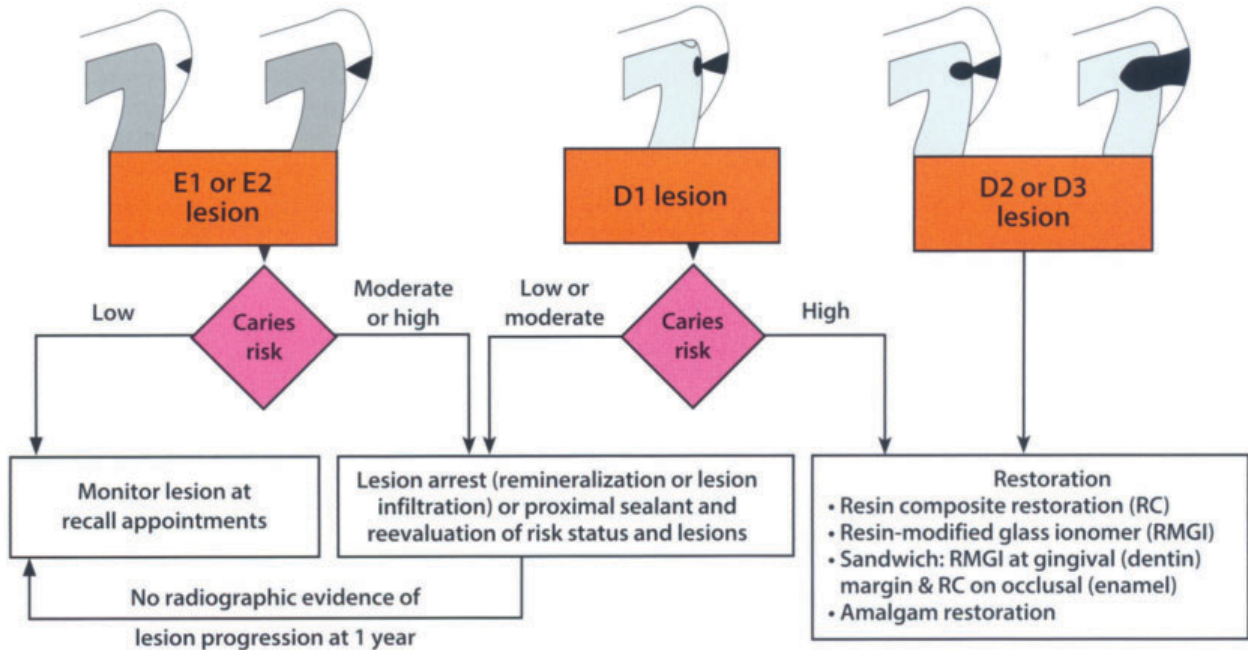 E1 or E2
lesion
D1 lesion
D2 or D3
lesion
Low
Caries
risk
Moderate
or high
Low or
moderate
Caries
risk
High
Monitor lesion at
recall appointments
Lesion arrest (remineralization or lesion
infiltration) or proximal sealant and
reevaluation of risk status and lesions
Restoration
• Resin composite restoration (RC)
• Resin-modified glass ionomer (RMGI)
• Sandwich: RMGI at gingival (dentin)
margin & RC on occlusal (enamel)
• Amalgam restoration
No radiographic evidence of
lesion progression at 1 year